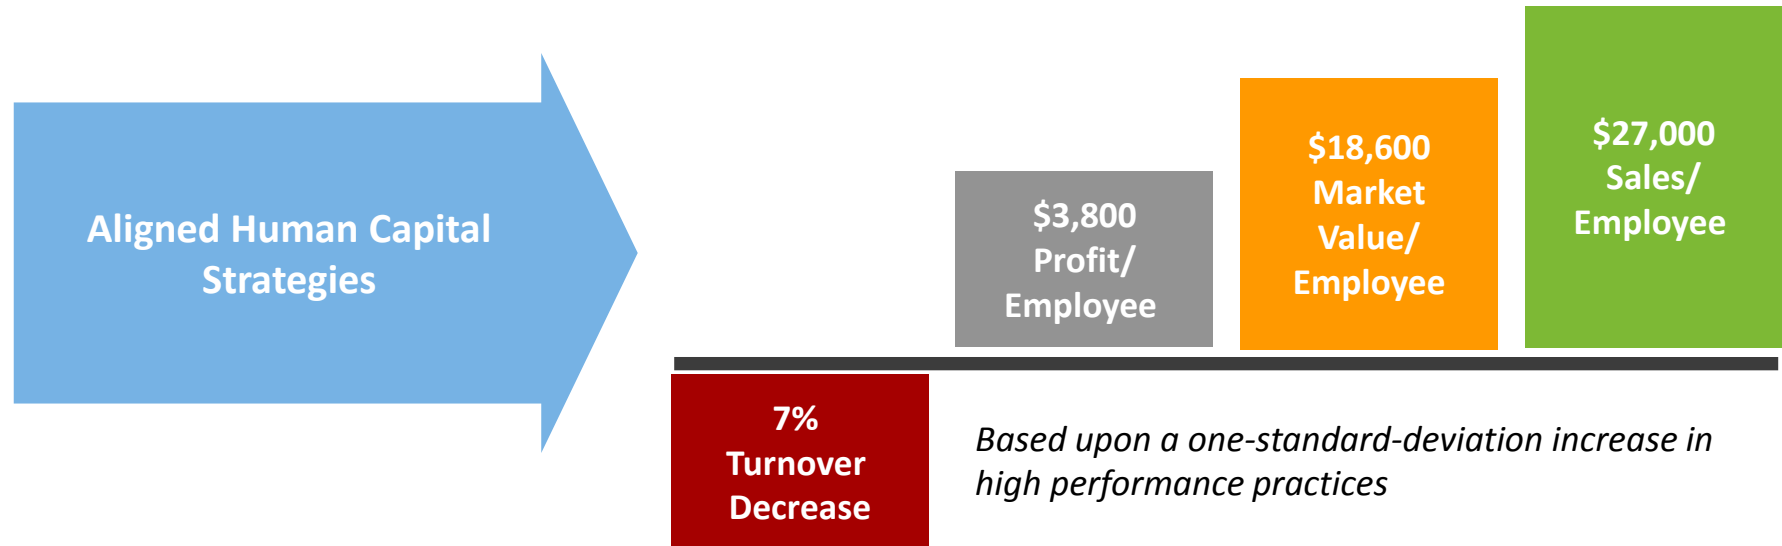 Aligned Human Capital
Strategies
7%
Turnover
Decrease
$3,800
Profit/
Employee
$18,600
Market
Value/
Employee
$27,000
Sales/
Employee
Based upon a one-standard-deviation increase in
high performance practices